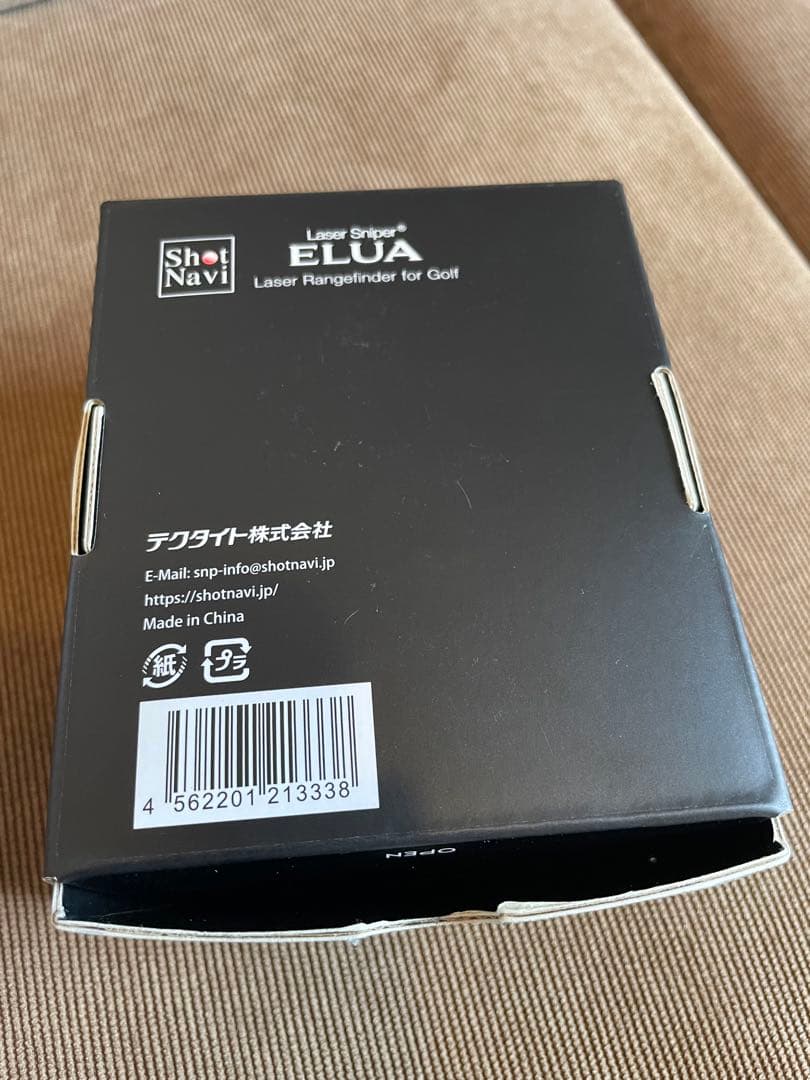 Shot
Navi
Laser Sniper®
ELUA
Laser Rangefinder for Golf
テクタイト株式会社
E-Mail: snp-info@shotnavi.jp
https://shotnavi.jp/
Made in China
紙
プラ
4 562201 213338
OPEN